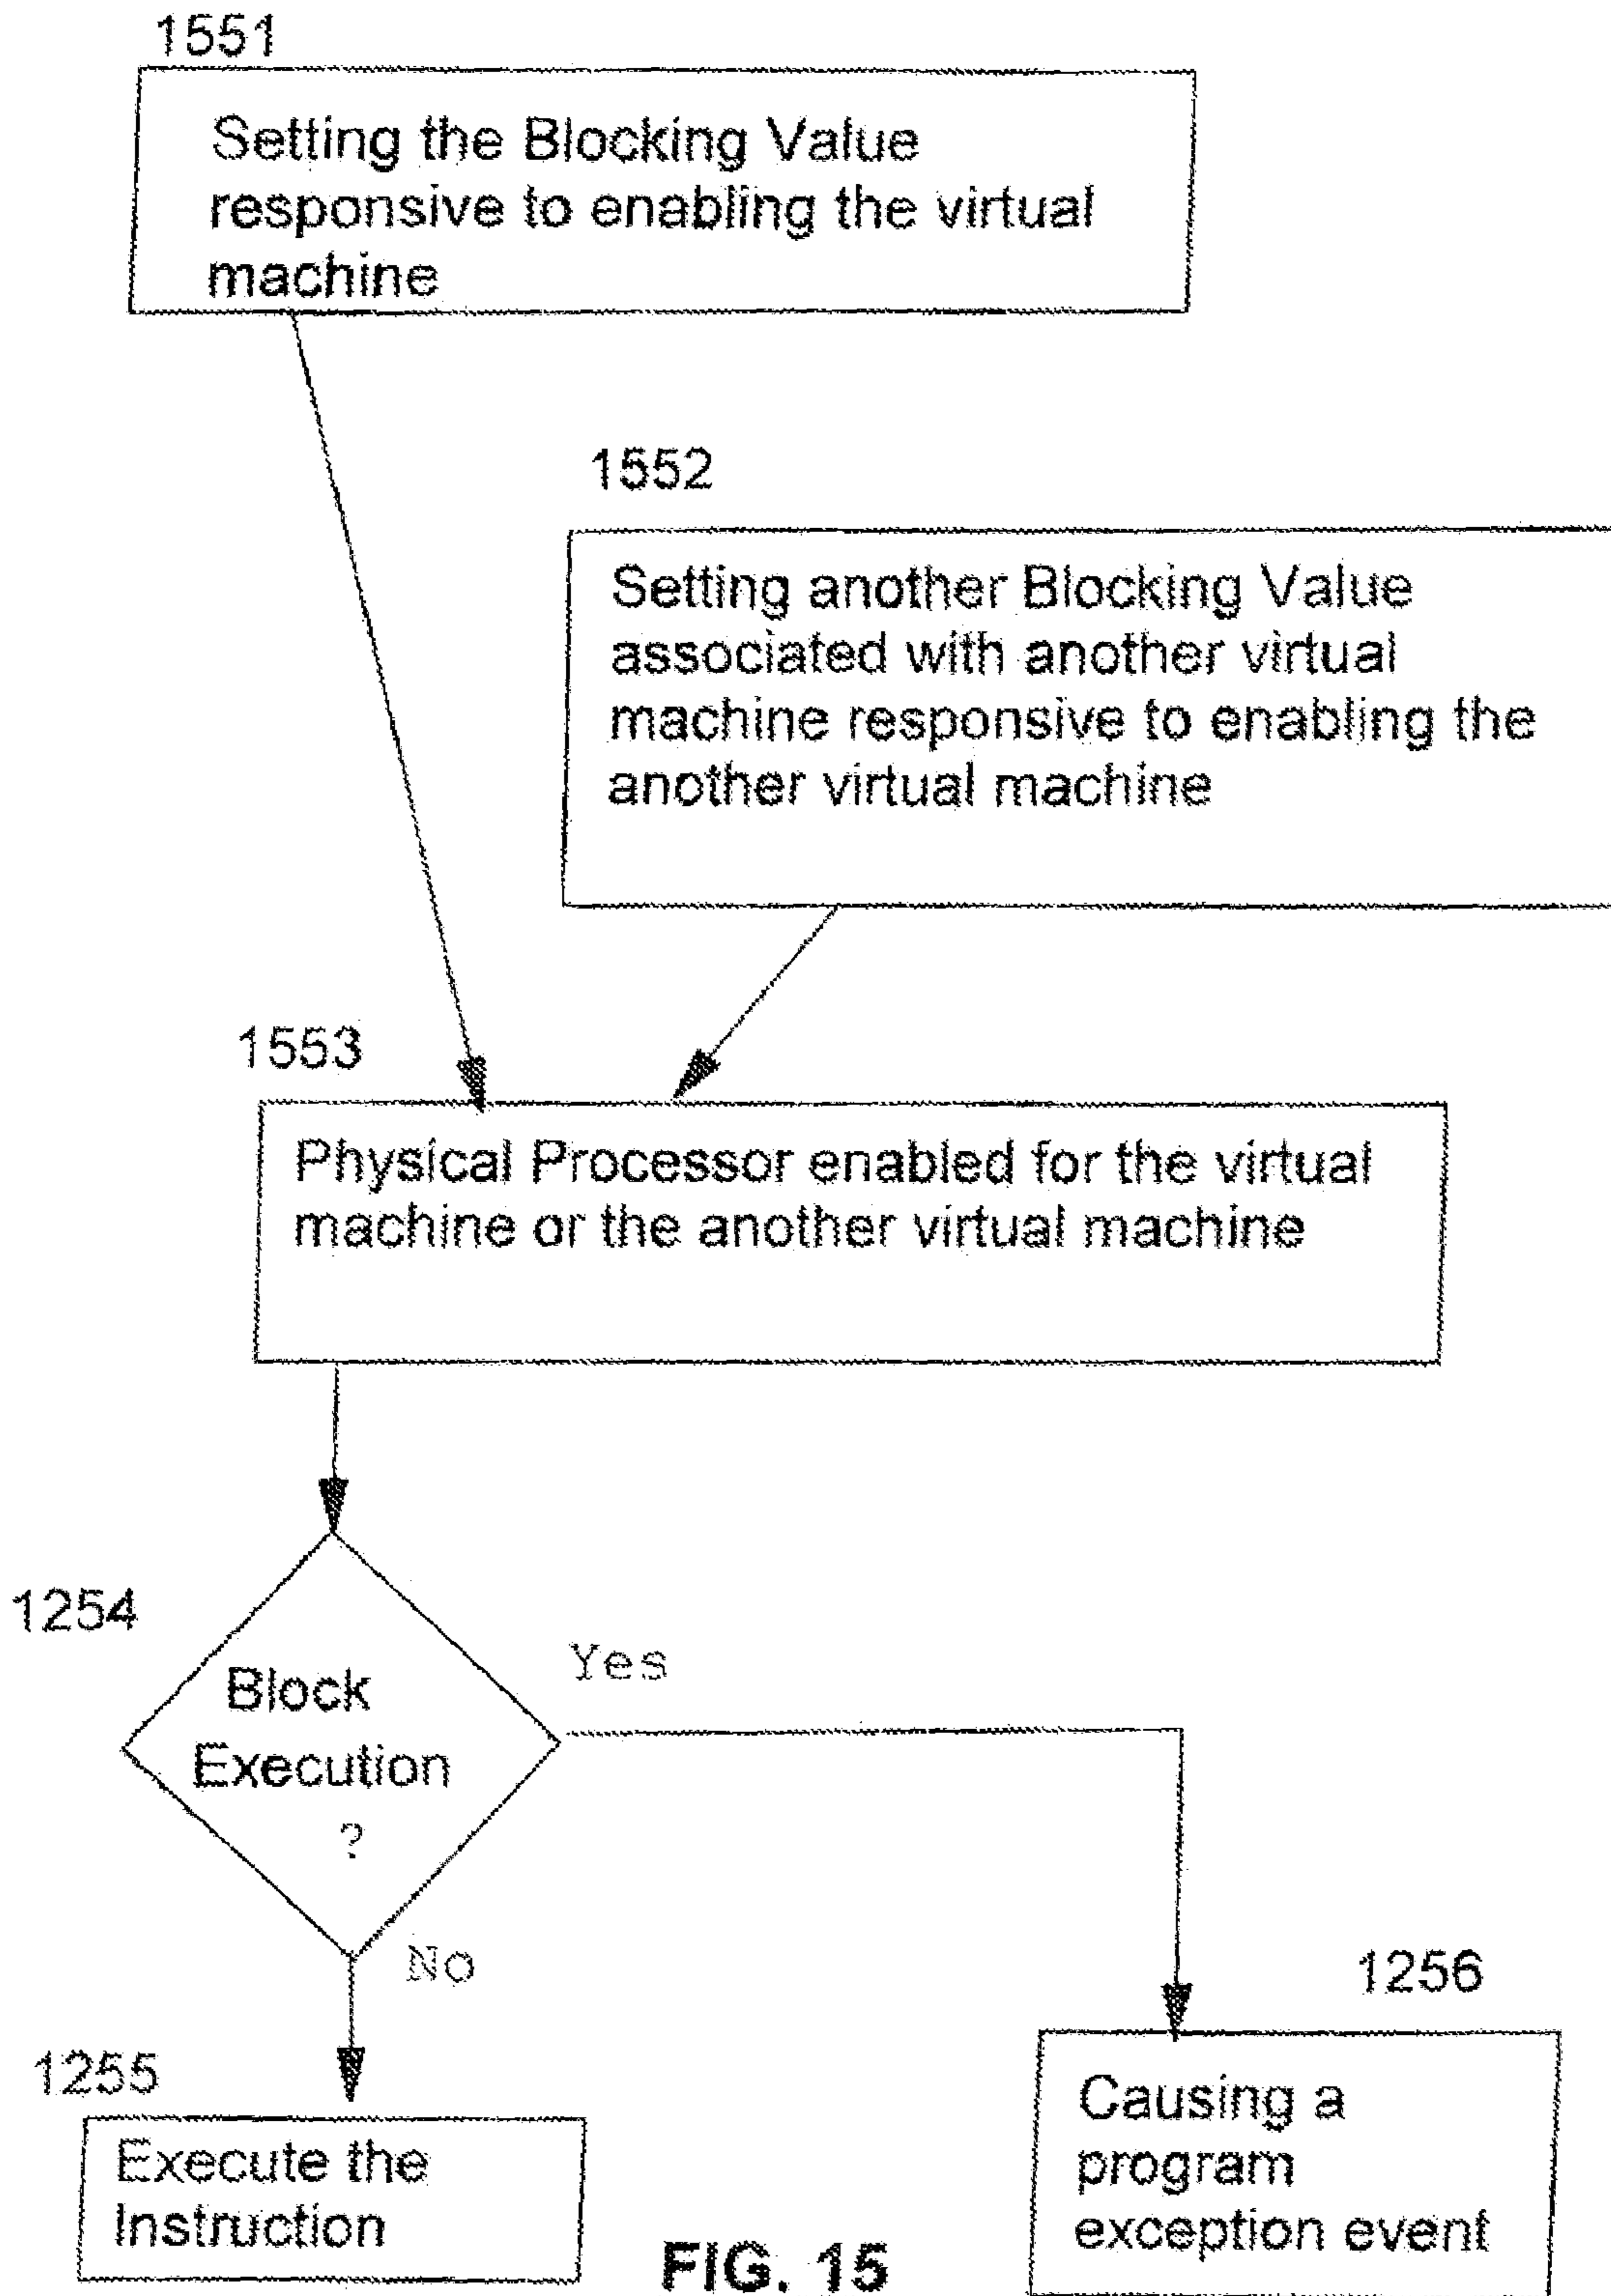 1551
Setting the Blocking Value
responsive to enabling the virtual
machine
1552
Setting another Blocking Value
associated with another virtual
machine responsive to enabling the
another virtual machine
1553
Physical Processor enabled for the virtual
machine or the another virtual machine
1254
Block
Execution
?
Yes
No
1255
Execute the
Instruction
1256
Causing a
program
exception event
FIG. 15